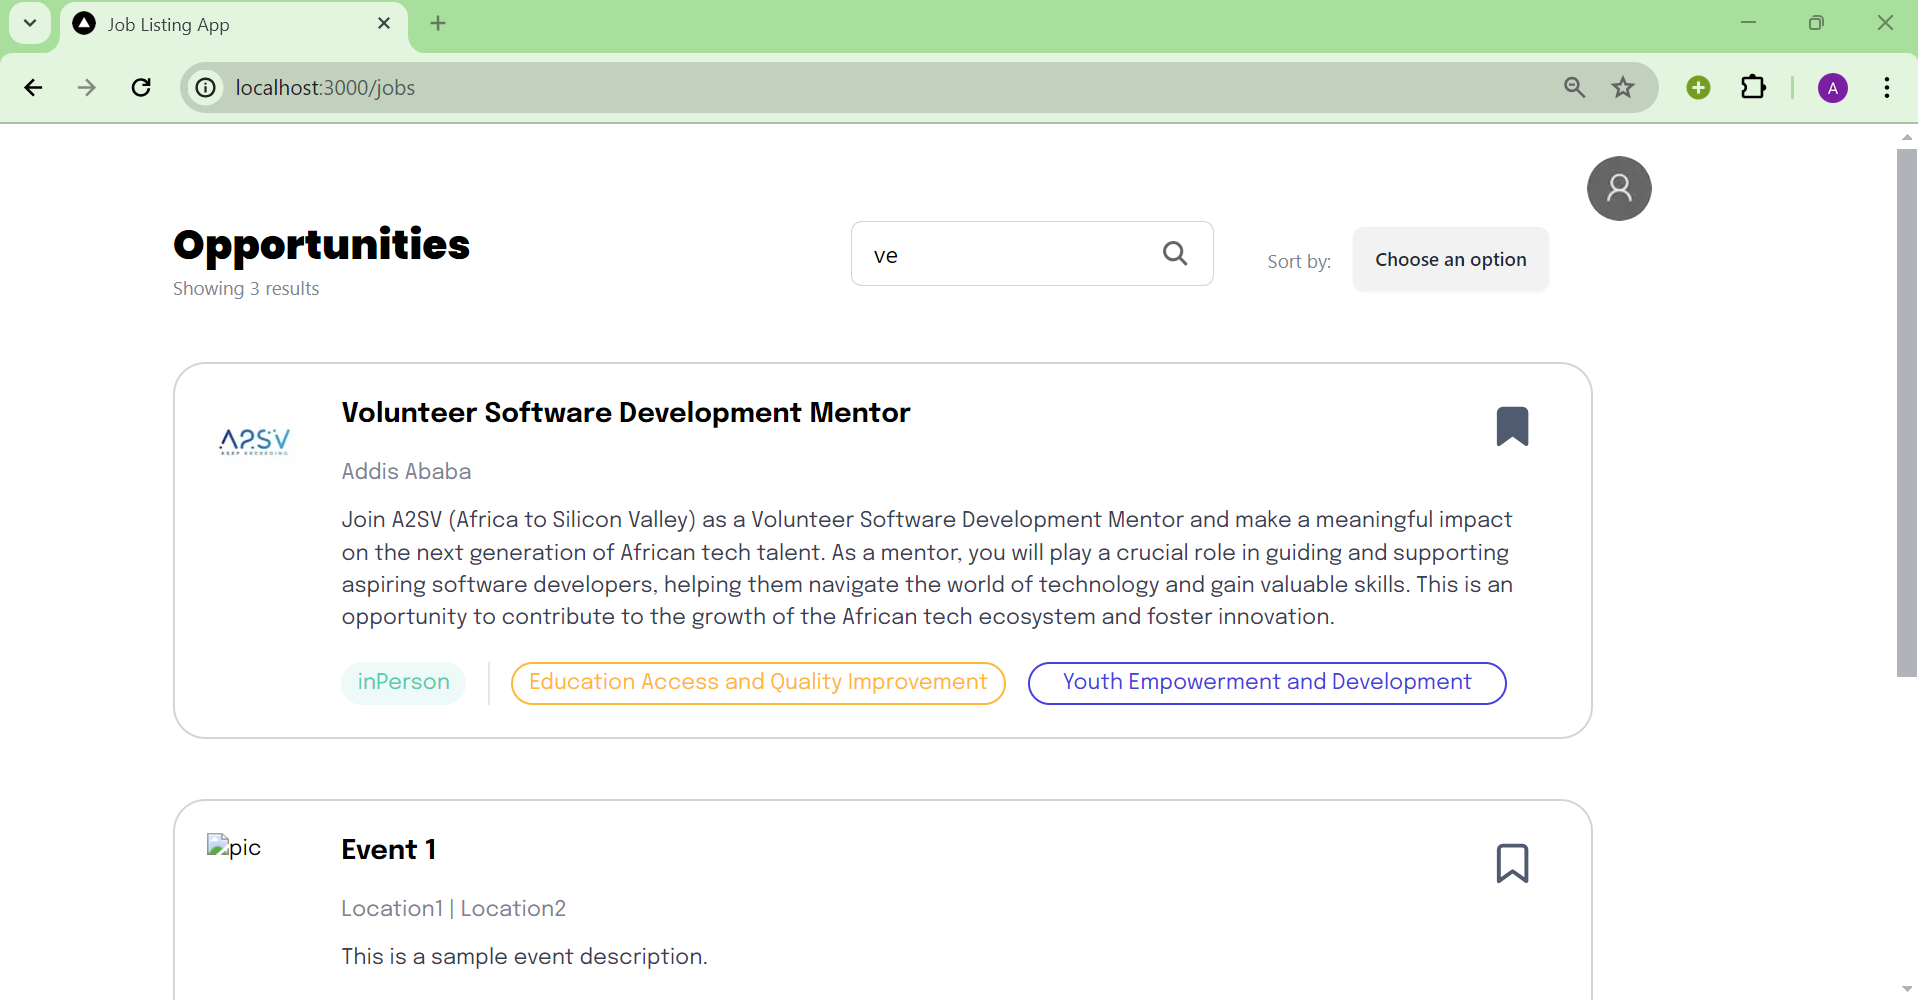 Job Listing App
localhost:3000/jobs
A
Opportunities
Showing 3 results
ve
Sort by:
Choose an option
A2SV
KEEP EXCEEDING
Volunteer Software Development Mentor
Addis Ababa
Join A2SV (Africa to Silicon Valley) as a Volunteer Software Development Mentor and make a meaningful impact
on the next generation of African tech talent. As a mentor, you will play a crucial role in guiding and supporting
aspiring software developers, helping them navigate the world of technology and gain valuable skills. This is an
opportunity to contribute to the growth of the African tech ecosystem and foster innovation.
inPerson
Education Access and Quality Improvement
Youth Empowerment and Development
pic
Event 1
Location1 | Location2
This is a sample event description.